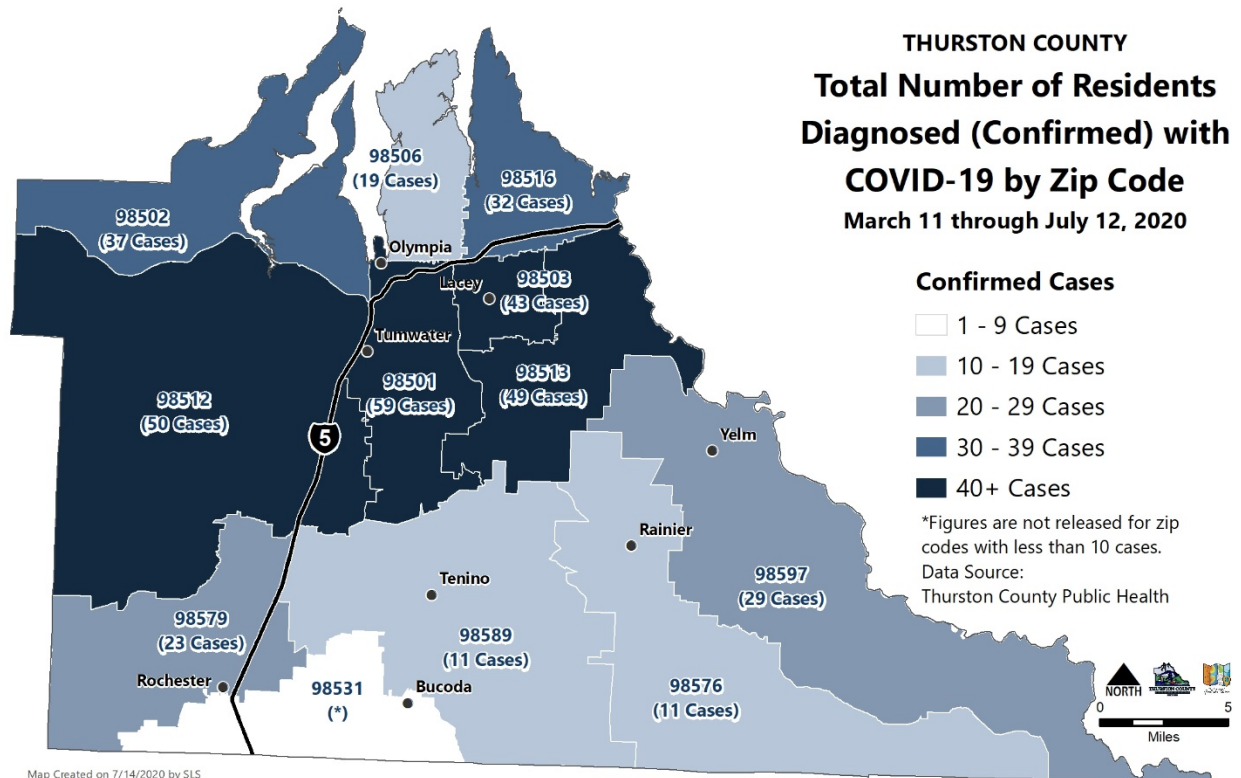 THURSTON COUNTY
Total Number of Residents
Diagnosed (Confirmed) with
COVID-19 by Zip Code
March 11 through July 12, 2020
98506
(19 Cases)
98516
(32 Cases)
98502
(37 Cases)
Olympia
Lacey
98503
(43 Cases)
Tumwater
98501
(59 Cases)
98513
(49 Cases)
98512
(50 Cases)
5
Yelm
Rainier
Tenino
98597
(29 Cases)
98579
(23 Cases)
98589
(11 Cases)
Rochester
98531
(*)
Bucoda
98576
(11 Cases)
Confirmed Cases
1 - 9 Cases
10 - 19 Cases
20 - 29 Cases
30 - 39 Cases
40+ Cases
*Figures are not released for zip
codes with less than 10 cases.
Data Source:
Thurston County Public Health
NORTH
THURSTON COUNTY
0 5
Miles
Map Created on 7/14/2020 by SLS